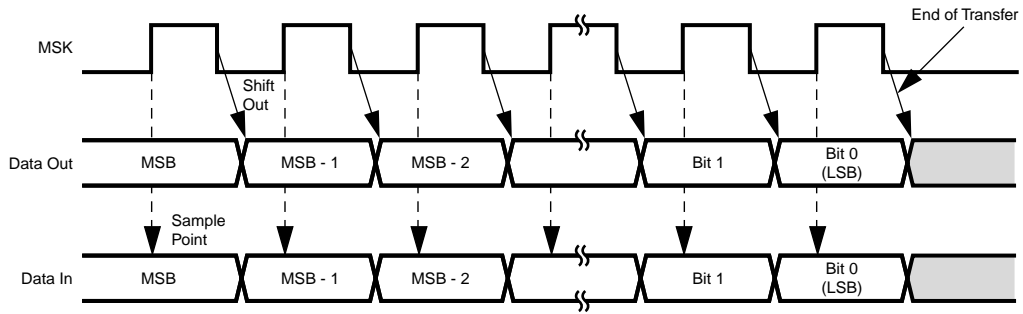 End of Transfer
MSK
Shift
Out
Data Out
MSB
MSB - 1
MSB - 2
Bit 1
Bit 0
(LSB)
Sample
Point
Data In
MSB
MSB - 1
MSB - 2
Bit 1
Bit 0
(LSB)